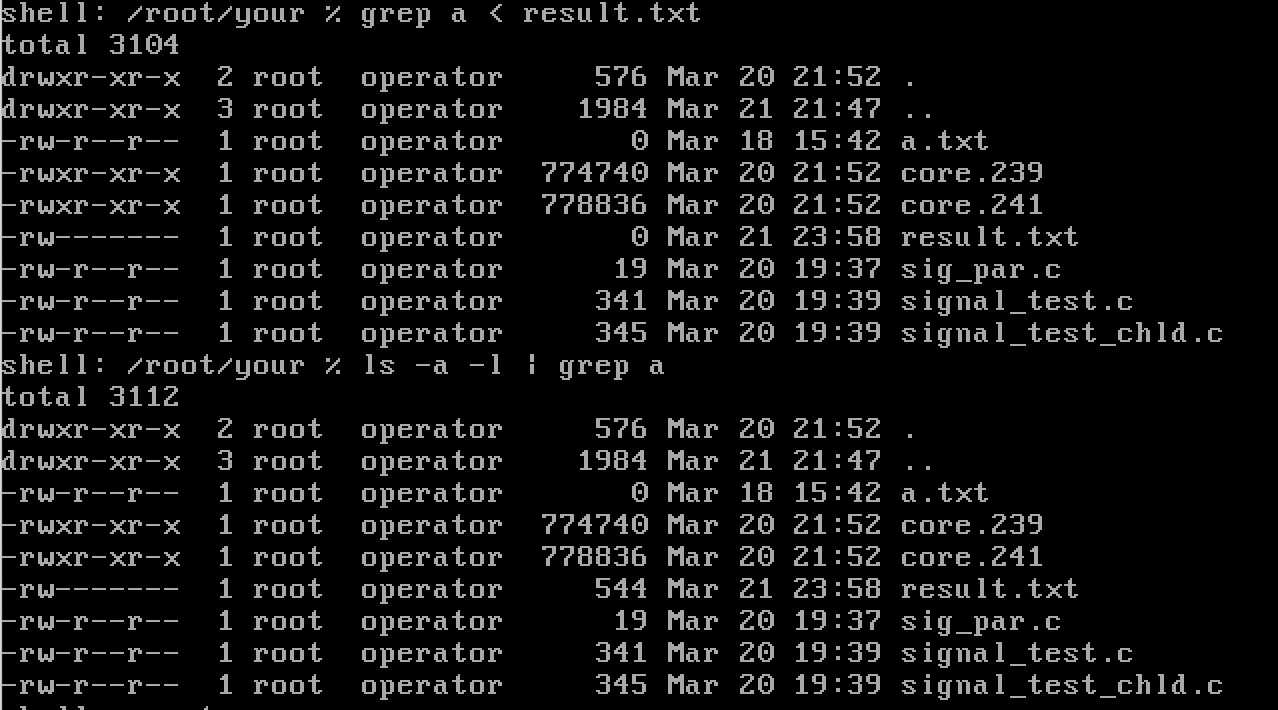 shell: /root/your % grep a < result.txt
total 3104
drwxr-xr-x  2 root  operator     576 Mar 20 21:52 .
drwxr-xr-x  3 root  operator    1984 Mar 21 21:47 ..
-rw-r--r--  1 root  operator       0 Mar 18 15:42 a.txt
-rwxr-xr-x  1 root  operator  774740 Mar 20 21:52 core.239
-rwxr-xr-x  1 root  operator  778836 Mar 20 21:52 core.241
-rw-------  1 root  operator       0 Mar 21 23:58 result.txt
-rw-r--r--  1 root  operator      19 Mar 20 19:37 sig_par.c
-rw-r--r--  1 root  operator     341 Mar 20 19:39 signal_test.c
-rw-r--r--  1 root  operator     345 Mar 20 19:39 signal_test_chld.c
shell: /root/your % ls -a -l | grep a
total 3112
drwxr-xr-x  2 root  operator     576 Mar 20 21:52 .
drwxr-xr-x  3 root  operator    1984 Mar 21 21:47 ..
-rw-r--r--  1 root  operator       0 Mar 18 15:42 a.txt
-rwxr-xr-x  1 root  operator  774740 Mar 20 21:52 core.239
-rwxr-xr-x  1 root  operator  778836 Mar 20 21:52 core.241
-rw-------  1 root  operator     544 Mar 21 23:58 result.txt
-rw-r--r--  1 root  operator      19 Mar 20 19:37 sig_par.c
-rw-r--r--  1 root  operator     341 Mar 20 19:39 signal_test.c
-rw-r--r--  1 root  operator     345 Mar 20 19:39 signal_test_chld.c